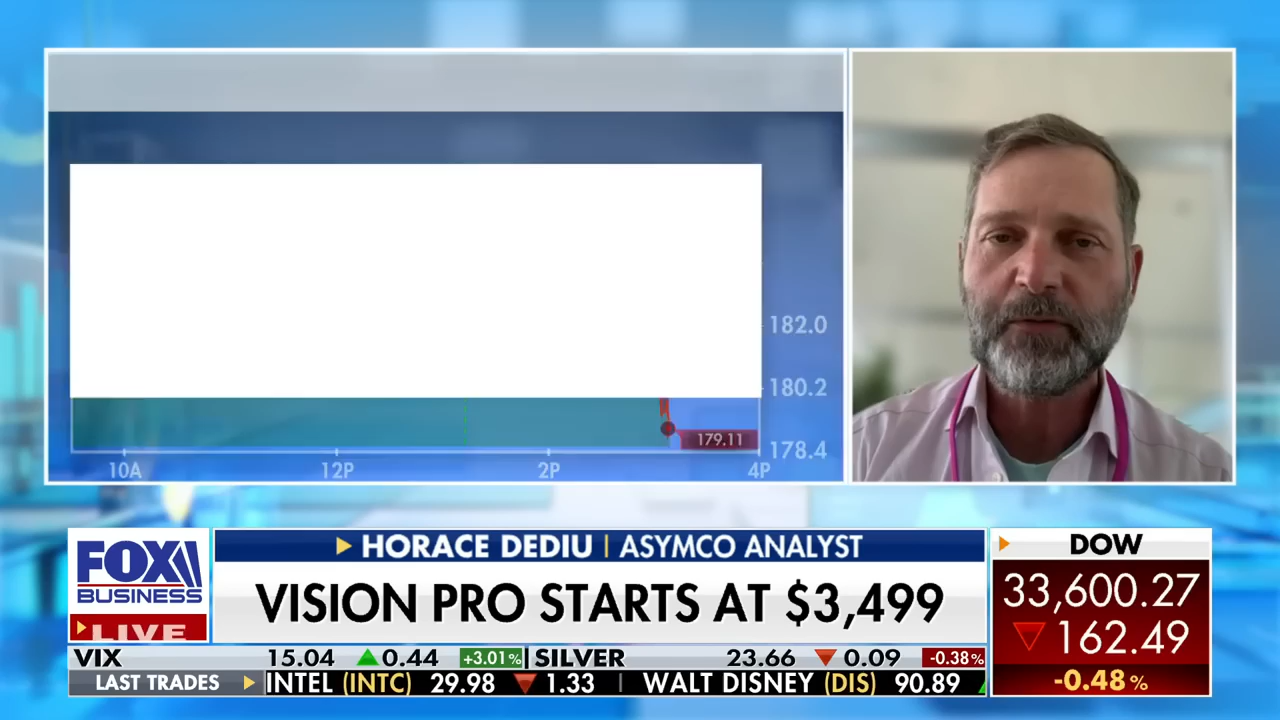 182.0
180.2
179.11
178.4
10A 12P 2P 4P
HORACE DEDIU | ASYMCO ANALYST
VISION PRO STARTS AT $3,499
FOX
BUSINESS
LIVE
DOW
33,600.27
162.49
-0.48%
VIX 15.04 0.44 +3.01% SILVER 23.66 0.09 -0.38%
LAST TRADES INTEL (INTC) 29.98 1.33 | WALT DISNEY (DIS) 90.89